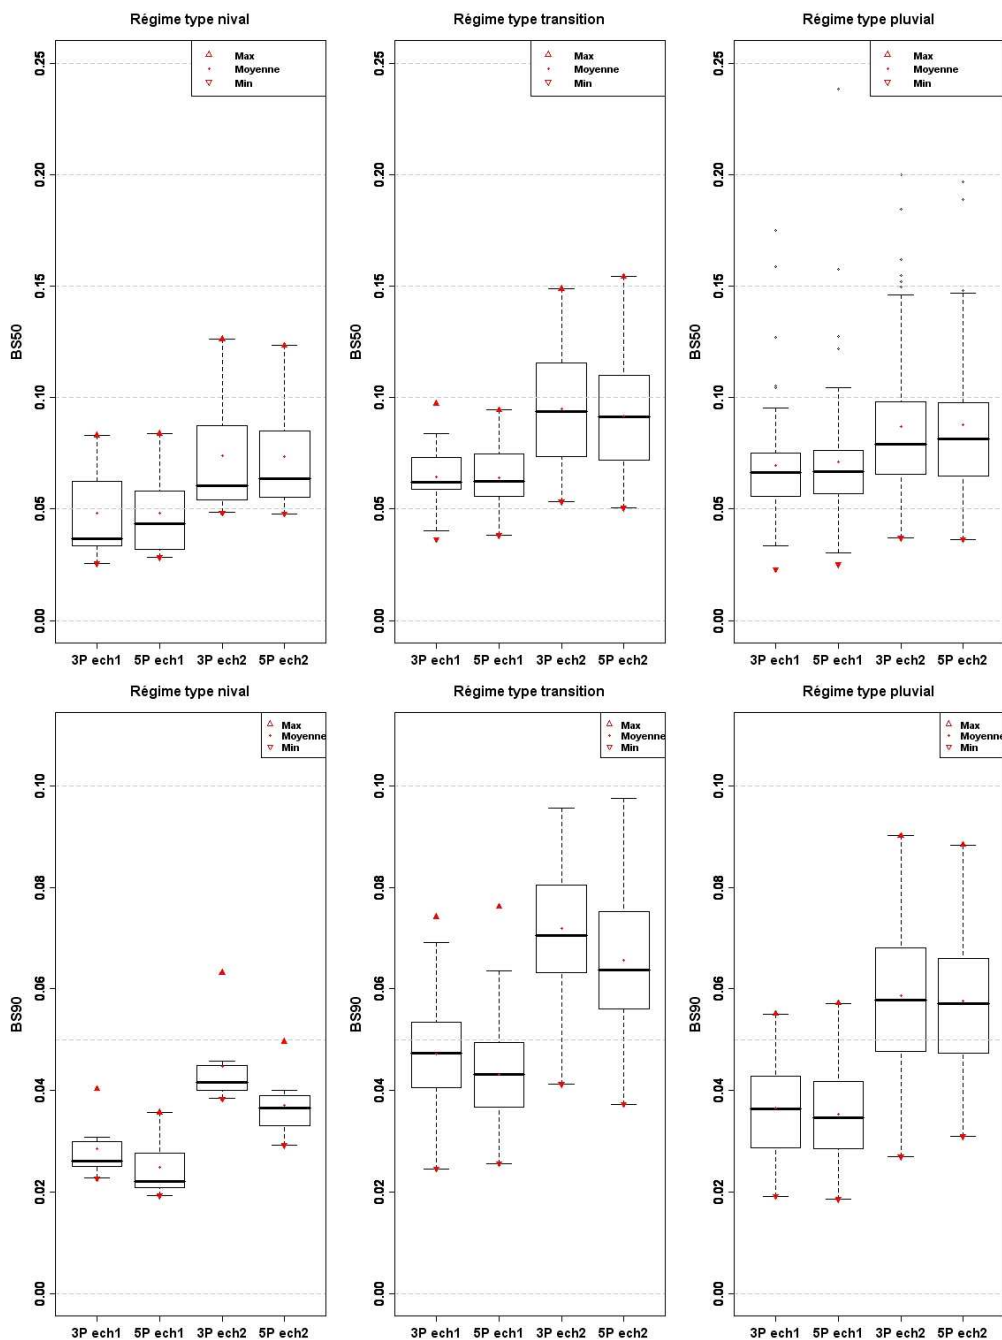 Régime type nival
Régime type transition
Régime type pluvial
BS50
0.00
0.05
0.10
0.15
0.20
0.25
Max
Moyenne
Min
3P ech1
5P ech1
3P ech2
5P ech2
BS50
0.00
0.05
0.10
0.15
0.20
0.25
Max
Moyenne
Min
3P ech1
5P ech1
3P ech2
5P ech2
BS50
0.00
0.05
0.10
0.15
0.20
0.25
Max
Moyenne
Min
3P ech1
5P ech1
3P ech2
5P ech2
Régime type nival
Régime type transition
Régime type pluvial
BS90
0.00
0.02
0.04
0.06
0.08
0.10
Max
Moyenne
Min
3P ech1
5P ech1
3P ech2
5P ech2
BS90
0.00
0.02
0.04
0.06
0.08
0.10
Max
Moyenne
Min
3P ech1
5P ech1
3P ech2
5P ech2
BS90
0.00
0.02
0.04
0.06
0.08
0.10
Max
Moyenne
Min
3P ech1
5P ech1
3P ech2
5P ech2